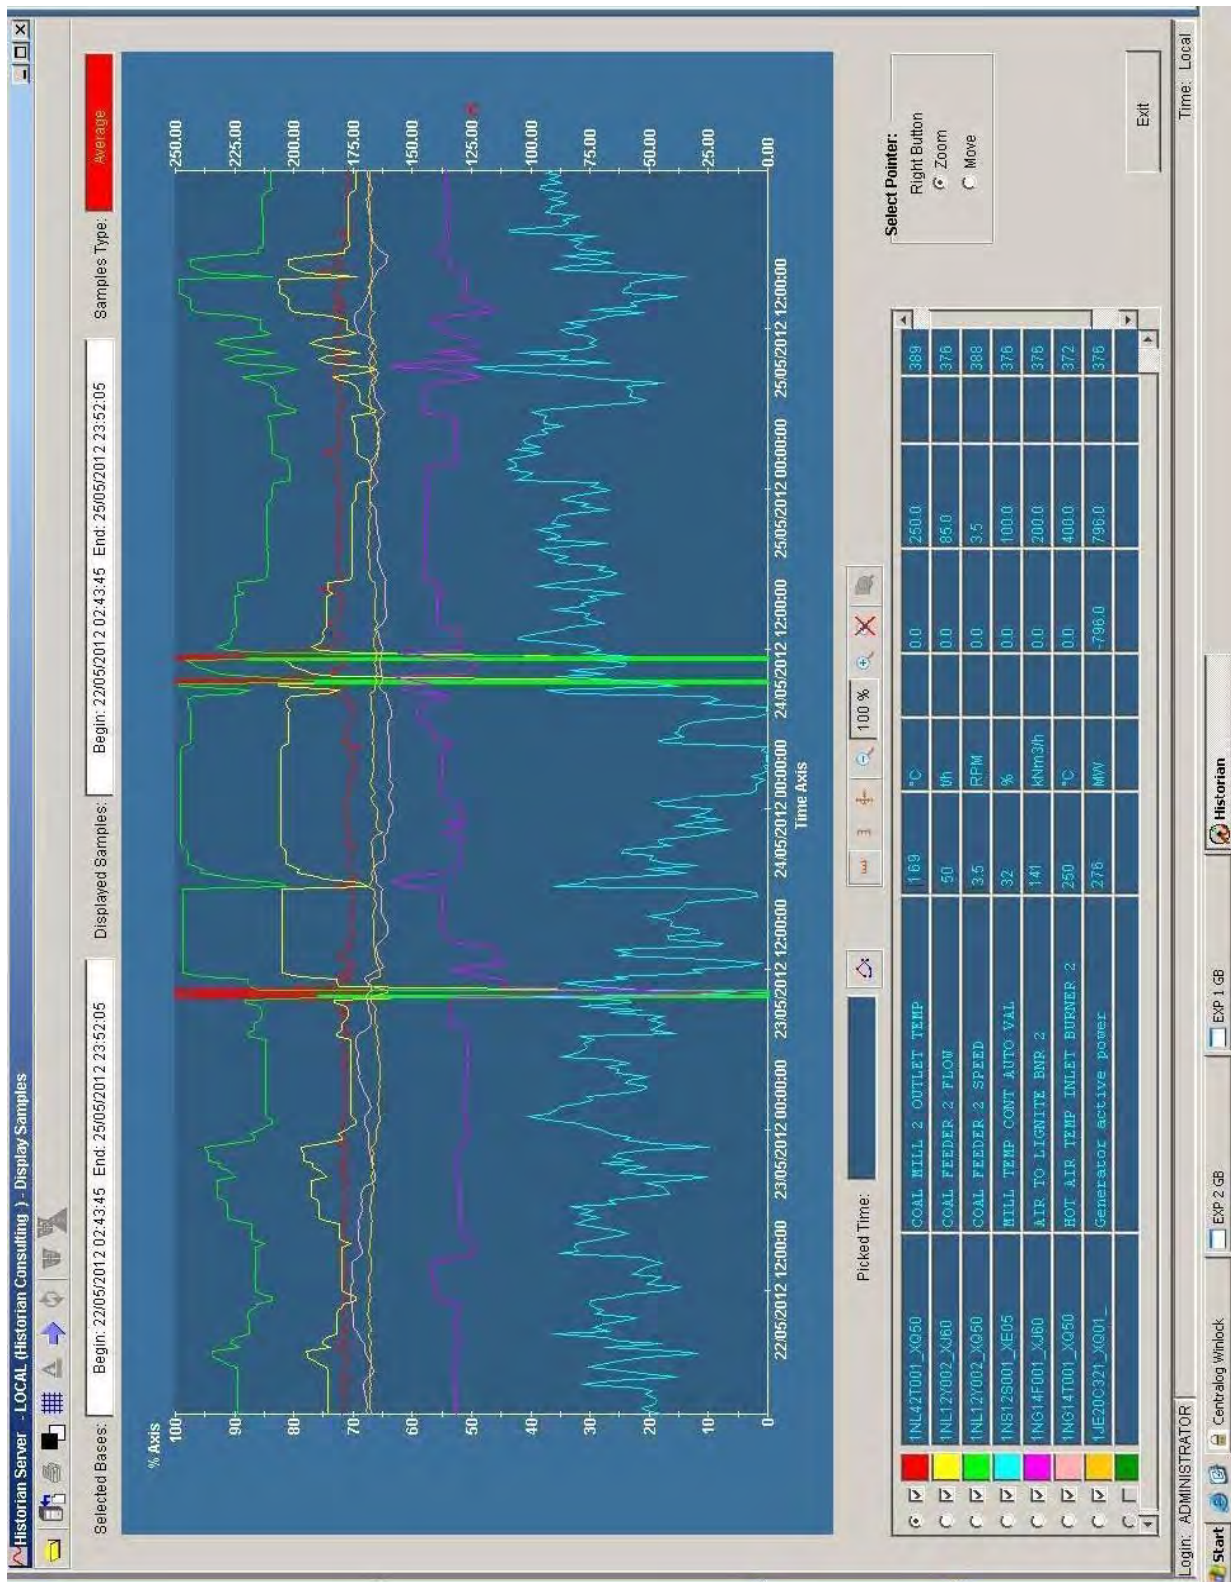 Historian Server - LOCAL (Historian Consulting ) - Display Samples
Selected Bases:
Begin: 22/05/2012 02:43:45 End: 25/05/2012 23:52:05
Displayed Samples:
Begin: 22/05/2012 02:43:45 End: 25/05/2012 23:52:05
Samples Type:
Average
% Axis
100
90
80
70
60
50
40
30
20
10
0
250.00
225.00
200.00
175.00
150.00
125.00
100.00
75.00
50.00
25.00
0.00
22/05/2012 12:00:00
23/05/2012 00:00:00
23/05/2012 12:00:00
24/05/2012 00:00:00
24/05/2012 12:00:00
25/05/2012 00:00:00
25/05/2012 12:00:00
Time Axis
Picked Time:
100 %
Select Pointer:
Right Button
Zoom
Move
Exit
1NL42T001_XQ50 COAL MILL 2 OUTLET TEMP 169 °C 0.0 250.0 389
1NL12Y002_XJ60 COAL FEEDER 2 FLOW 50 t/h 0.0 85.0 376
1NL12Y002_XQ50 COAL FEEDER 2 SPEED 3.5 RPM 0.0 3.5 388
1NS12S001_XE05 MILL TEMP CONT AUTO VAL 32 % 0.0 100.0 376
1NG14F001_XJ60 AIR TO LIGNITE BNR 2 141 kNm3/h 0.0 200.0 376
1NG14T001_XQ50 HOT AIR TEMP INLET BURNER 2 250 °C 0.0 400.0 372
1JE20C321_XQ01_ Generator active power 276 MW -796.0 796.0 376
Login: ADMINISTRATOR
Time: Local
Start
Centralog Winlock
EXP 2 GB
EXP 1 GB
Historian